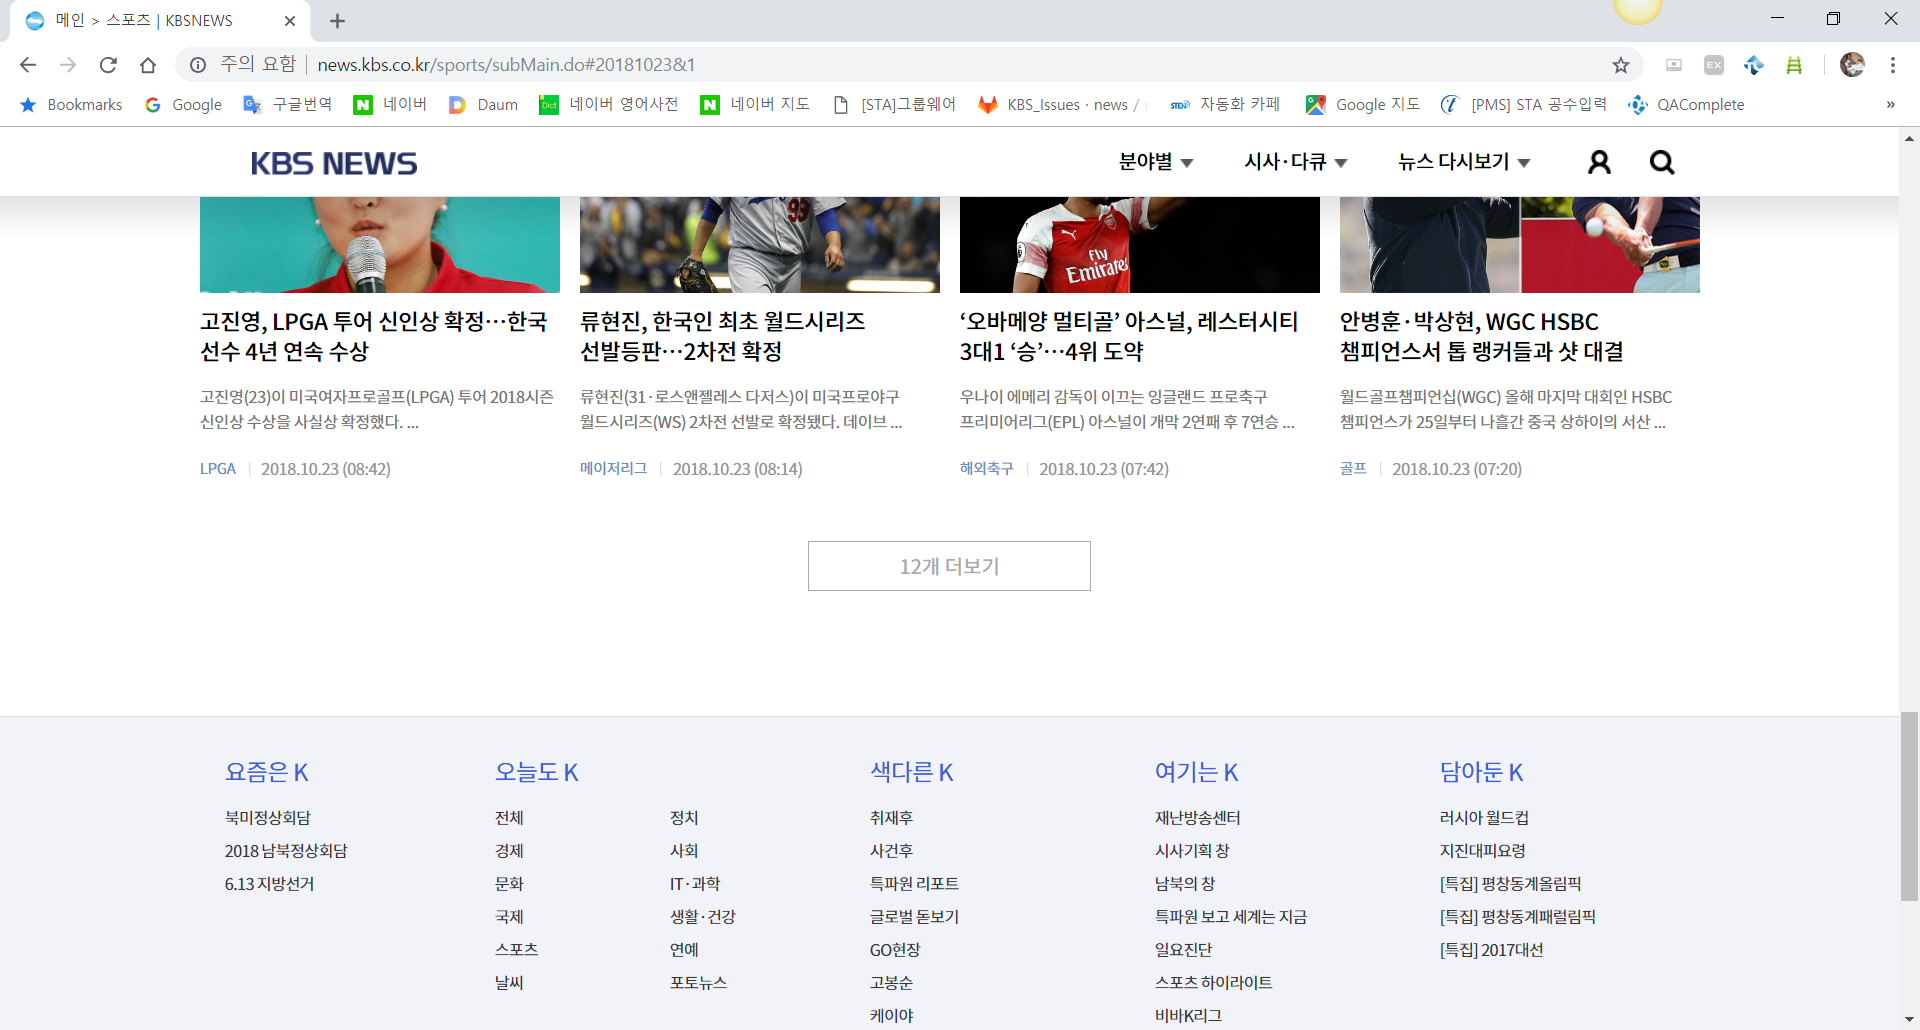 메인 > 스포츠 | KBSNEWS
주의 요함 | news.kbs.co.kr/sports/subMain.do#20181023&1
Bookmarks Google 구글번역 네이버 Daum 네이버 영어사전 네이버 지도 [STA]그룹웨어 KBS_Issues · news / 자동화 카페 Google 지도 [PMS] STA 공수입력 QAComplete »
KBS NEWS 분야별 시사·다큐 뉴스 다시보기
93
Fly
Emirates
고진영, LPGA 투어 신인상 확정…한국
선수 4년 연속 수상
고진영(23)이 미국여자프로골프(LPGA) 투어 2018시즌
신인상 수상을 사실상 확정했다. ...
LPGA 2018.10.23 (08:42)
류현진, 한국인 최초 월드시리즈
선발등판…2차전 확정
류현진(31·로스앤젤레스 다저스)이 미국프로야구
월드시리즈(WS) 2차전 선발로 확정됐다. 데이브 ...
메이저리그 2018.10.23 (08:14)
‘오바메양 멀티골’ 아스널, 레스터시티
3대1 ‘승’…4위 도약
우나이 에메리 감독이 이끄는 잉글랜드 프로축구
프리미어리그(EPL) 아스널이 개막 2연패 후 7연승 ...
해외축구 2018.10.23 (07:42)
안병훈·박상현, WGC HSBC
챔피언스서 톱 랭커들과 샷 대결
월드골프챔피언십(WGC) 올해 마지막 대회인 HSBC
챔피언스가 25일부터 나흘간 중국 상하이의 서산 ...
골프 2018.10.23 (07:20)
12개 더보기
요즘은 K
북미정상회담
2018 남북정상회담
6.13 지방선거
오늘도 K
전체 정치
경제 사회
문화 IT·과학
국제 생활·건강
스포츠 연예
날씨 포토뉴스
색다른 K
취재후
사건후
특파원 리포트
글로벌 돋보기
GO현장
고봉순
케이야
여기는 K
재난방송센터
시사기획 창
남북의 창
특파원 보고 세계는 지금
일요진단
스포츠 하이라이트
비바K리그
담아둔 K
러시아 월드컵
지진대피요령
[특집] 평창동계올림픽
[특집] 평창동계패럴림픽
[특집] 2017대선